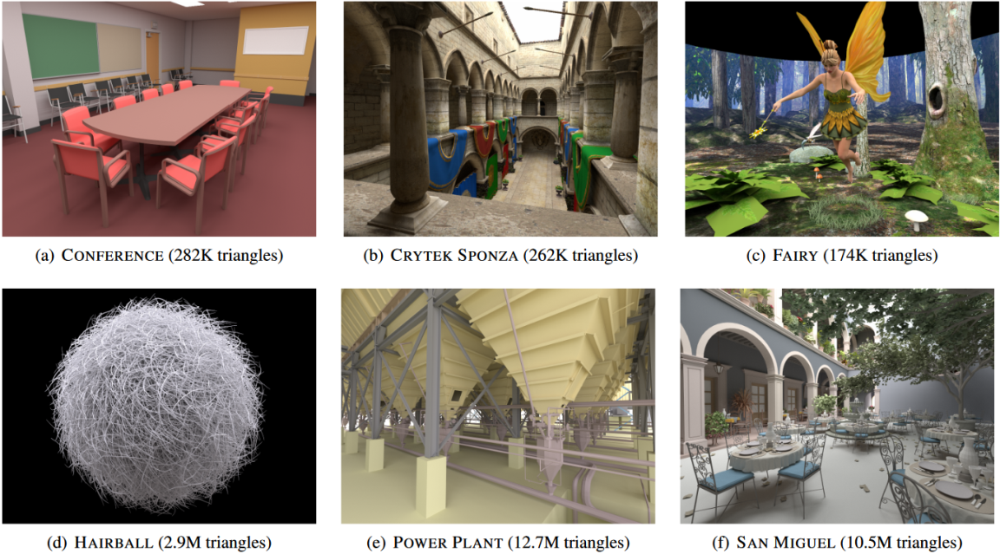 (a) CONFERENCE (282K triangles)
(b) CRYTEK SPONZA (262K triangles)
(c) FAIRY (174K triangles)
(d) HAIRBALL (2.9M triangles)
(e) POWER PLANT (12.7M triangles)
(f) SAN MIGUEL (10.5M triangles)